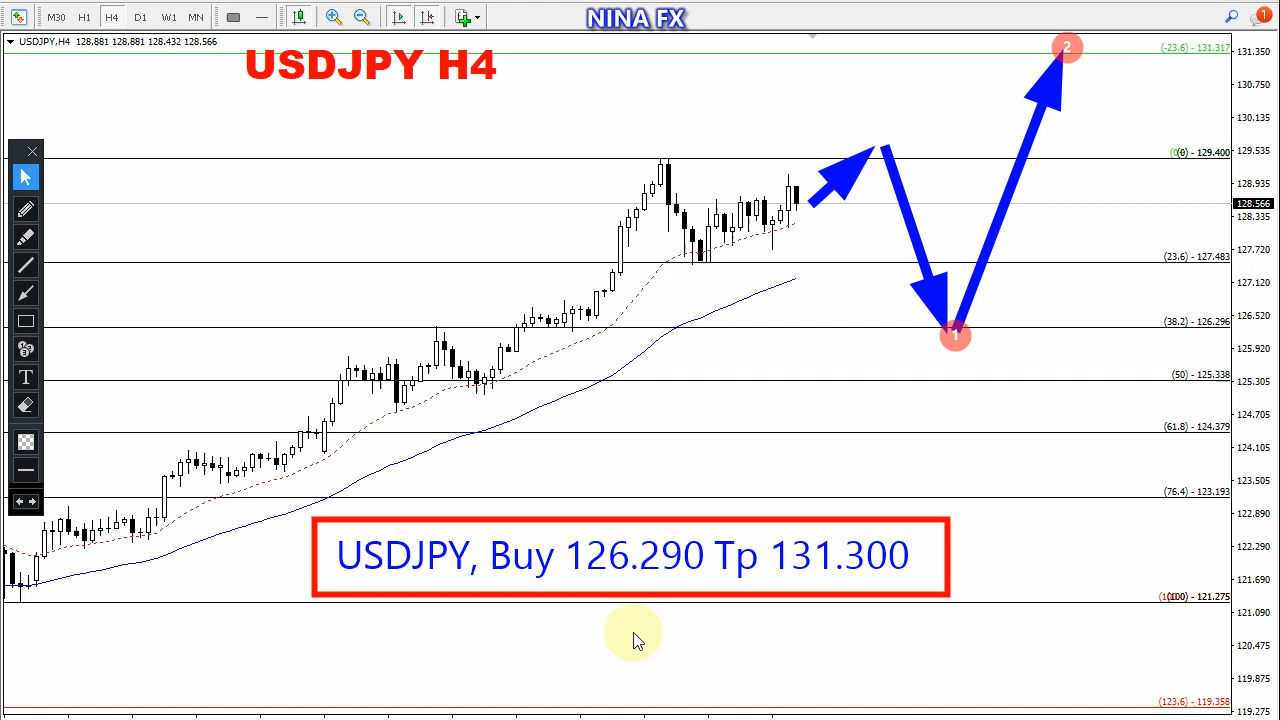 M30 H1 H4 D1 W1 MN
NINA FX
1
USDJPY,H4 128.881 128.881 128.432 128.566
USDJPY H4
2
(-23.6) - 131.317
131.350
130.750
130.135
129.535
(0) - 129.400
128.935
128.566
128.335
127.720
(23.6) - 127.483
127.120
126.520
(38.2) - 126.296
1
125.920
(50) - 125.338
125.305
T
124.705
(61.8) - 124.379
124.105
123.505
(76.4) - 123.193
122.890
USDJPY, Buy 126.290 Tp 131.300
122.290
121.690
(100) - 121.275
121.090
120.475
119.875
(123.6) - 119.358
119.275